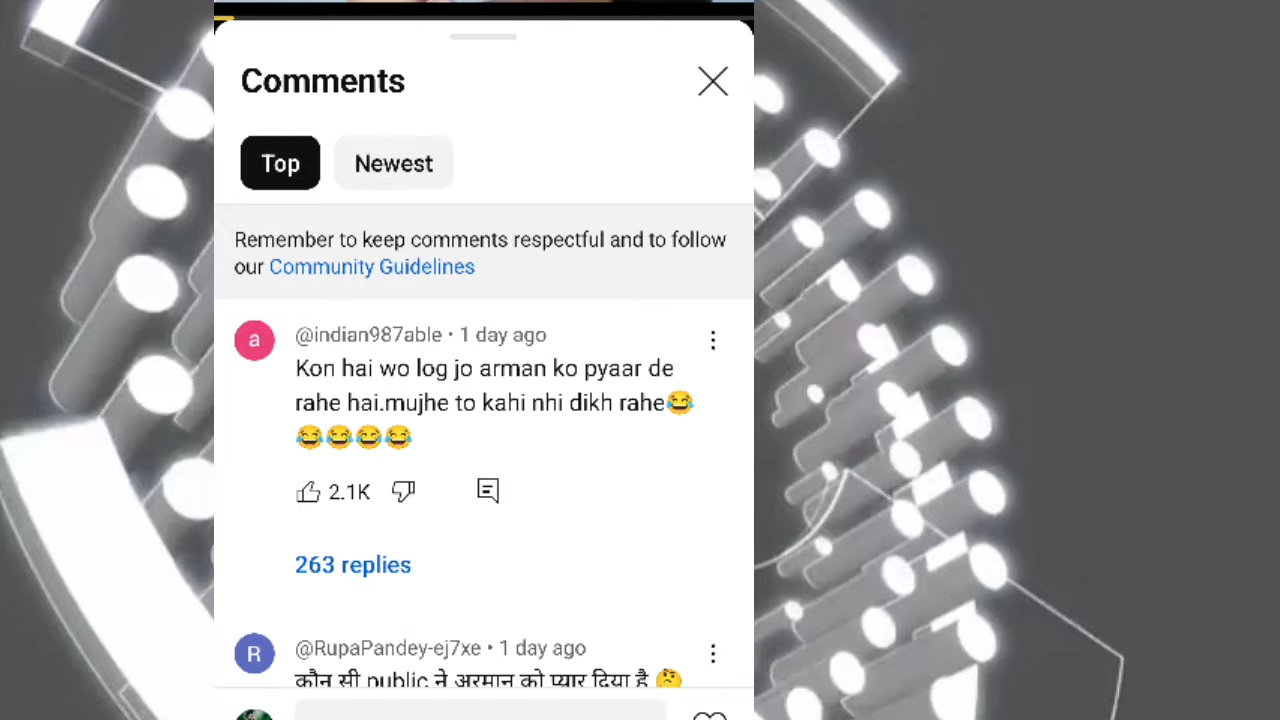 Comments
Top Newest
Remember to keep comments respectful and to follow
our Community Guidelines
a @indian987able • 1 day ago
Kon hai wo log jo arman ko pyaar de
rahe hai.mujhe to kahi nhi dikh rahe😂
😂😂😂😂
2.1K
263 replies
R @RupaPandey-ej7xe • 1 day ago
कौन सी public ने अरमान को प्यार दिया है 🤔